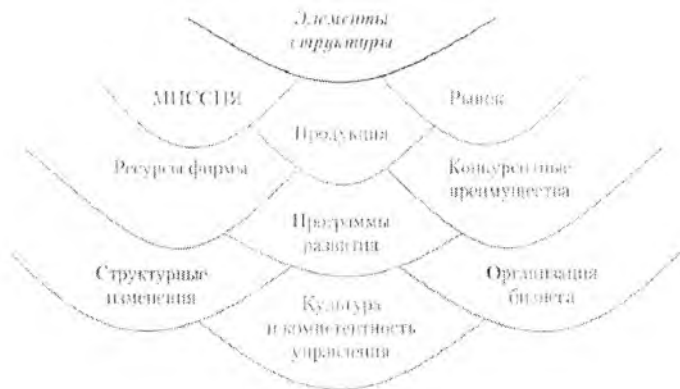 Элементы
структуры
МИССИЯ
Рынок
Продукция
Ресурсы фирмы
Конкурентные
преимущества
Программы
развития
Структурные
изменения
Организация
бизнеса
Культура
и компетентность
управления